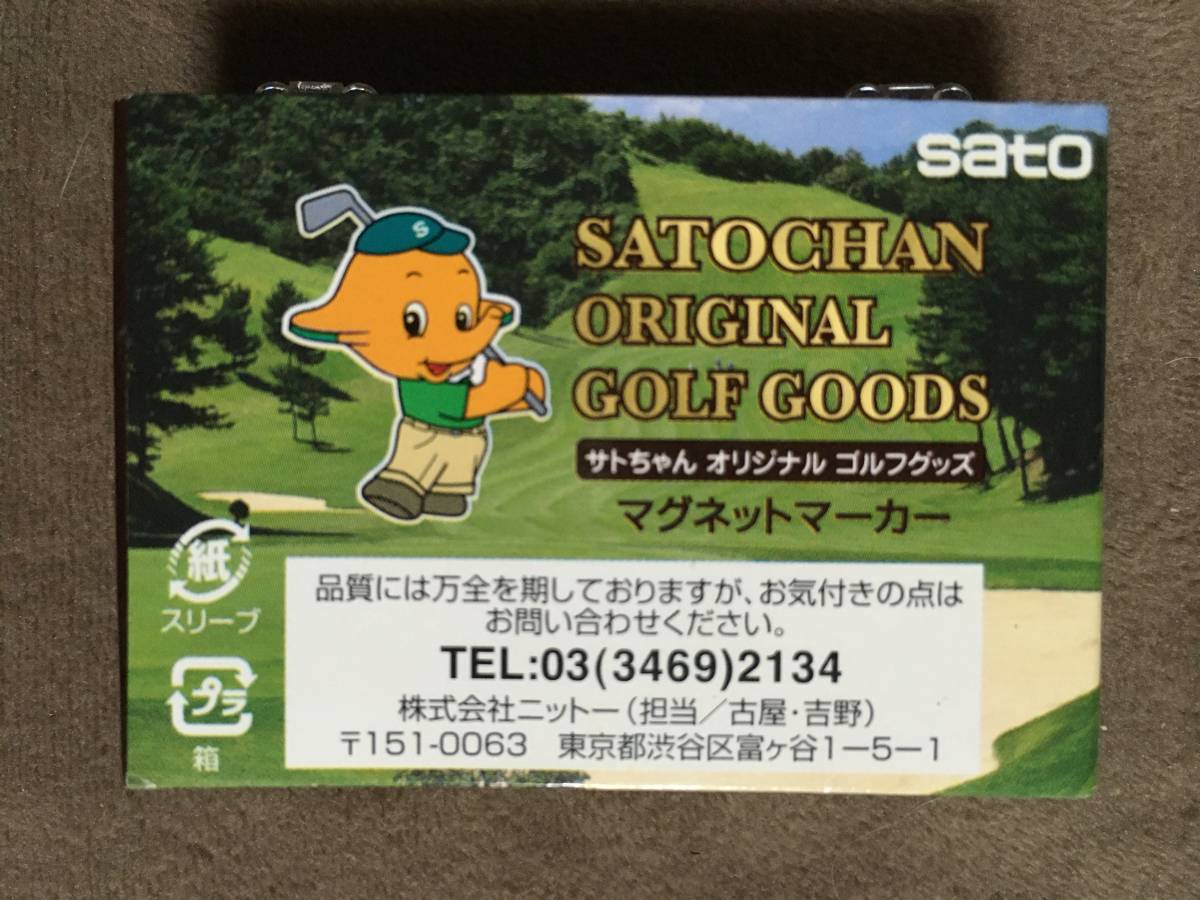 sato
S
SATOCHAN
ORIGINAL
GOLF GOODS
サトちゃん オリジナル ゴルフグッズ
マグネットマーカー
紙
スリーブ
プラ
箱
品質には万全を期しておりますが、お気付きの点は
お問い合わせください。
TEL:03(3469)2134
株式会社ニットー(担当/古屋・吉野)
〒151-0063 東京都渋谷区富ヶ谷1-5-1